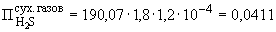 П сух. газов H₂S = 190,07·1,8·1,2·10⁻⁴ = 0,0411